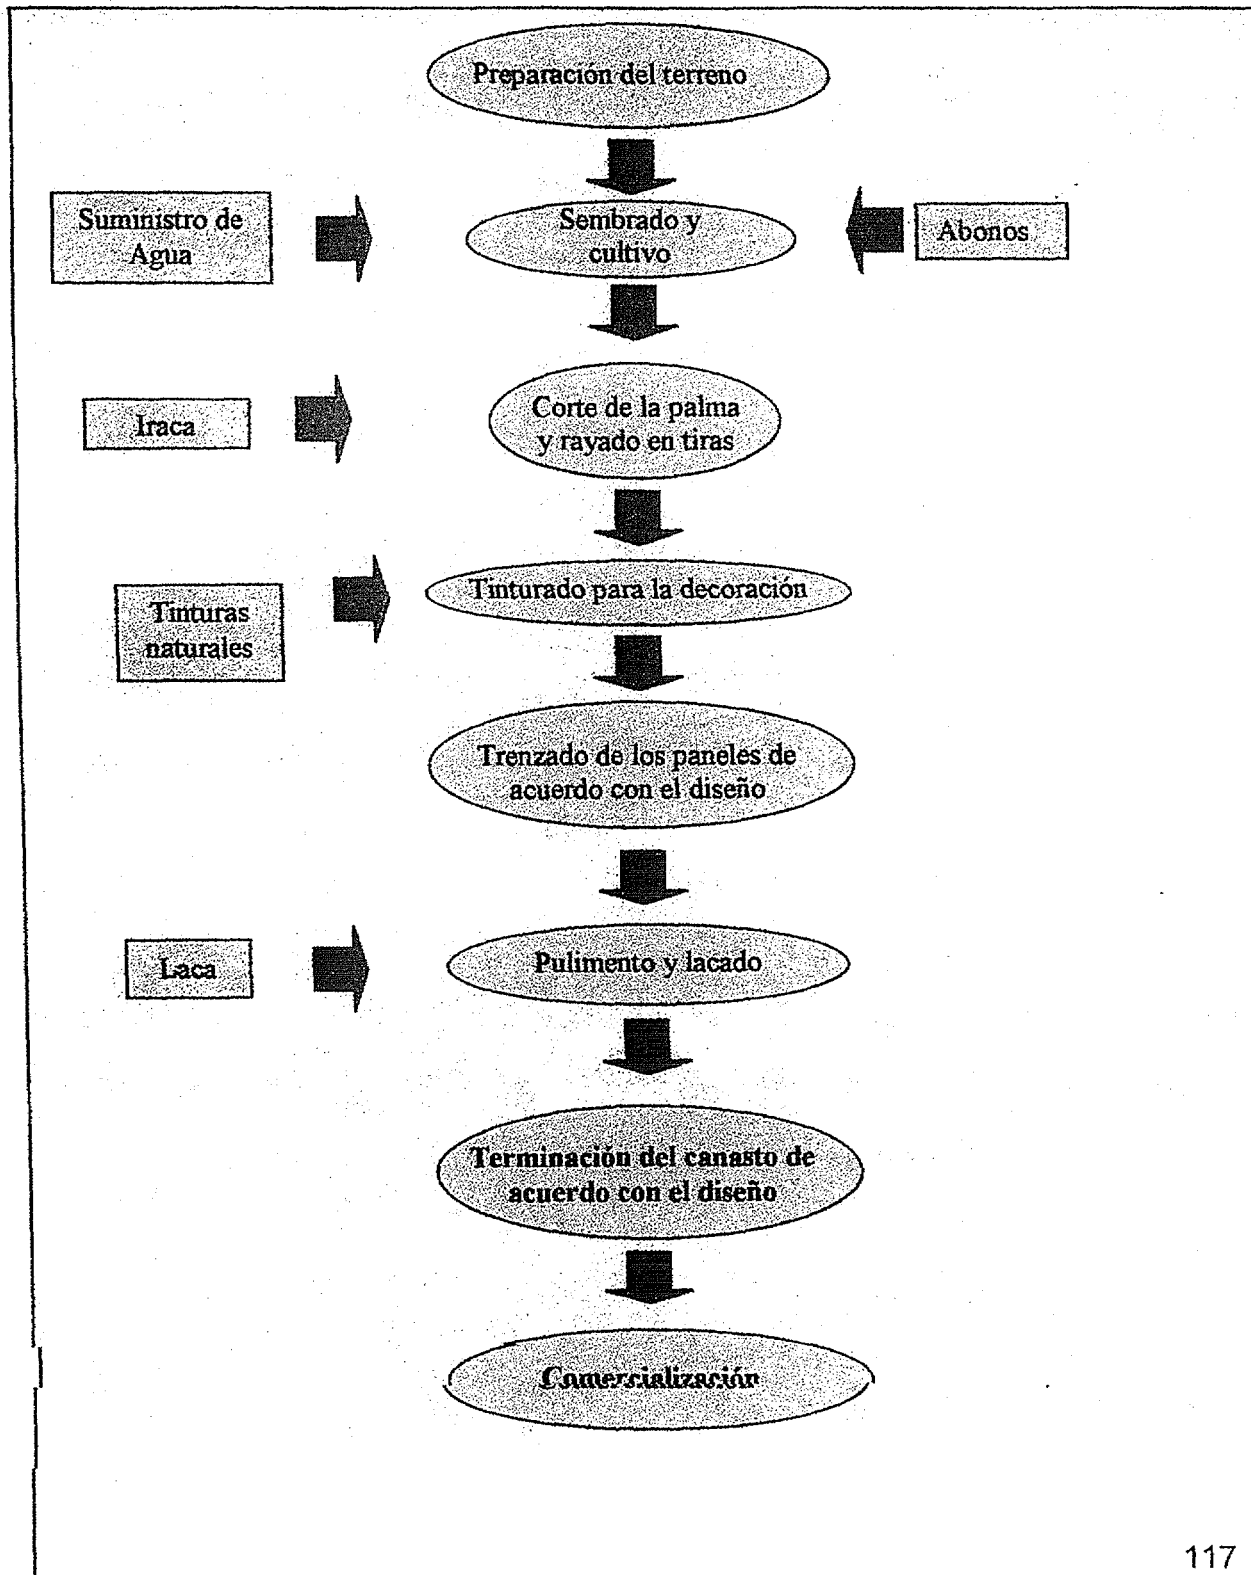 Preparación del terreno
Suministro de
Agua
Sembrado y
cultivo
Abonos
Iraca
Corte de la palma
y rayado en tiras
Tinturas
naturales
Tinturado para la decoración
Trenzado de los paneles de
acuerdo con el diseño
Laca
Pulimento y lacado
Terminación del canasto de
acuerdo con el diseño
Comercialización
117